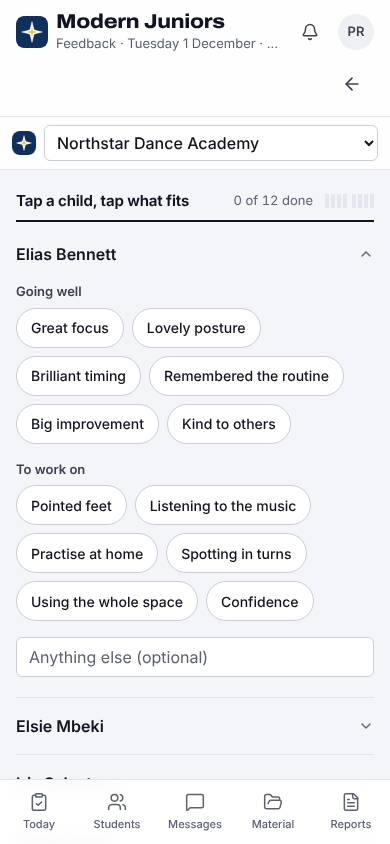 Modern Juniors
Feedback · Tuesday 1 December · ...
PR
Northstar Dance Academy
Tap a child, tap what fits
0 of 12 done
Elias Bennett
Going well
Great focus
Lovely posture
Brilliant timing
Remembered the routine
Big improvement
Kind to others
To work on
Pointed feet
Listening to the music
Practise at home
Spotting in turns
Using the whole space
Confidence
Anything else (optional)
Elsie Mbeki
Today
Students
Messages
Material
Reports